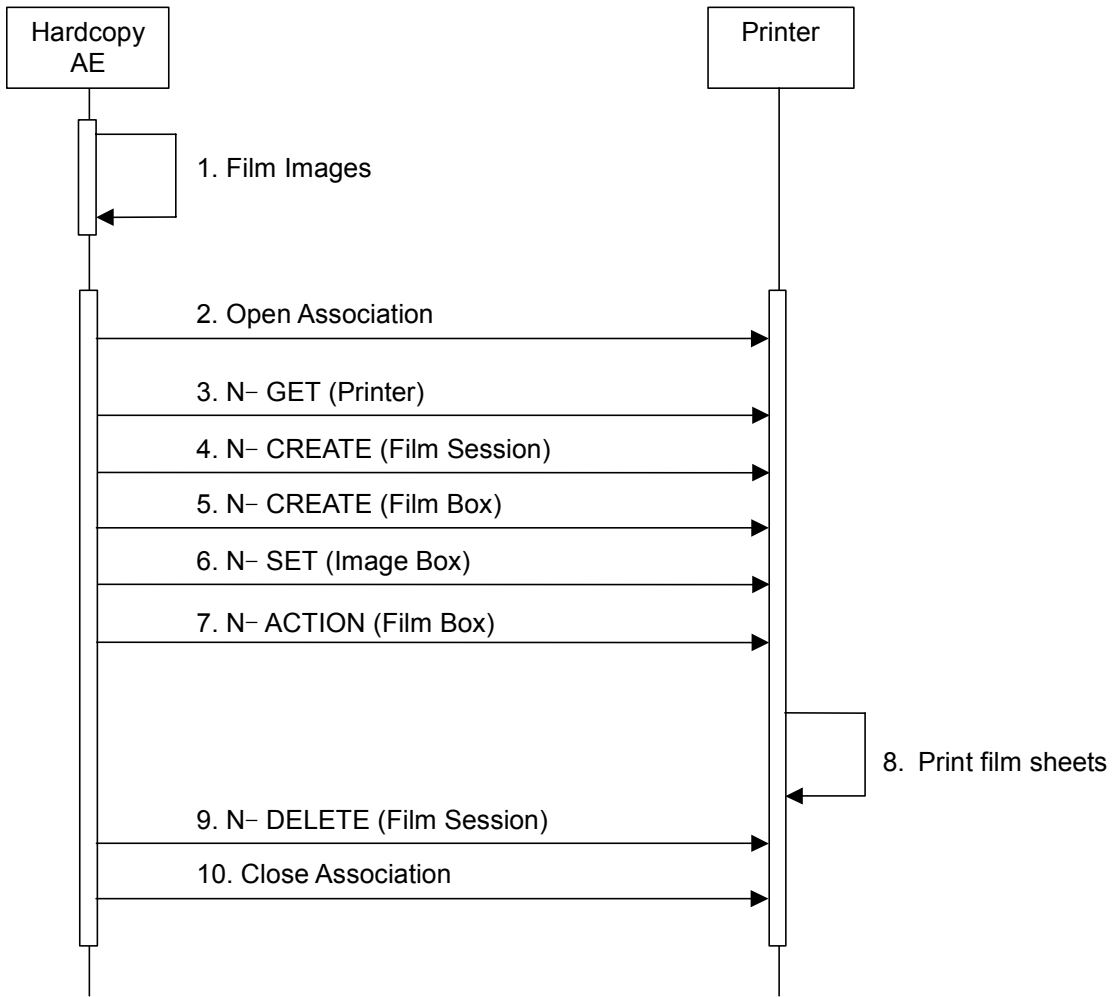 Hardcopy
AE
Printer
1. Film Images
2. Open Association
3. N− GET (Printer)
4. N− CREATE (Film Session)
5. N− CREATE (Film Box)
6. N− SET (Image Box)
7. N− ACTION (Film Box)
8. Print film sheets
9. N− DELETE (Film Session)
10. Close Association